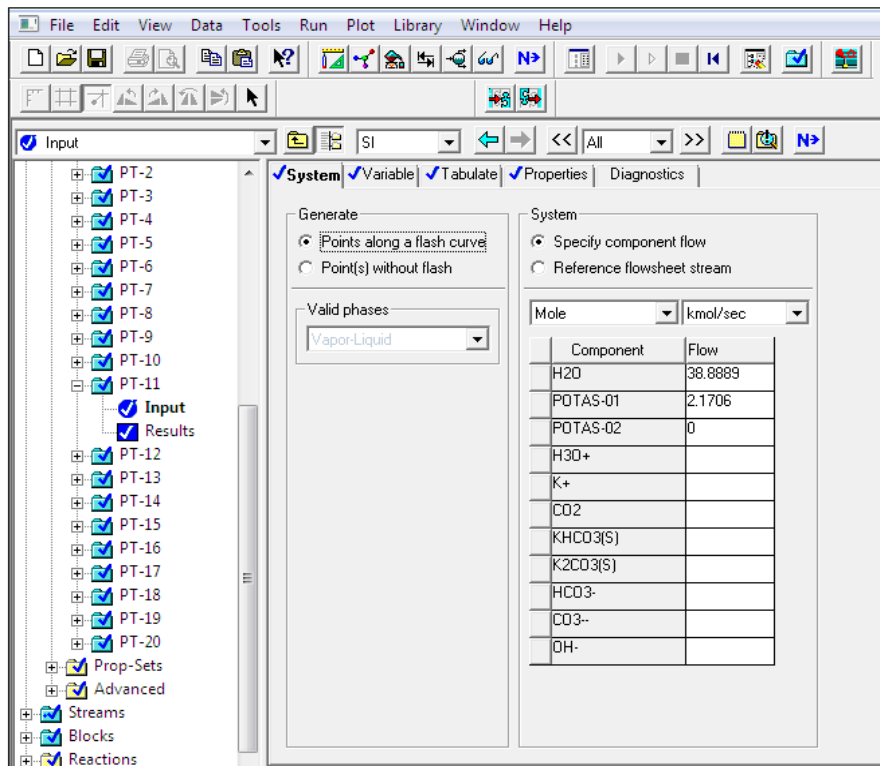 File Edit View Data Tools Run Plot Library Window Help
N
Input
SI
<< All >>
N
PT-2
PT-3
PT-4
PT-5
PT-6
PT-7
PT-8
PT-9
PT-10
PT-11
Input
Results
PT-12
PT-13
PT-14
PT-15
PT-16
PT-17
PT-18
PT-19
PT-20
Prop-Sets
Advanced
Streams
Blocks
Reactions
System Variable Tabulate Properties Diagnostics
Generate
Points along a flash curve
Point(s) without flash
Valid phases
Vapor-Liquid
System
Specify component flow
Reference flowsheet stream
Mole kmol/sec
Component Flow
H2O 38.8889
POTAS-01 2.1706
POTAS-02 0
H3O+
K+
CO2
KHCO3(S)
K2CO3(S)
HCO3-
CO3--
OH-